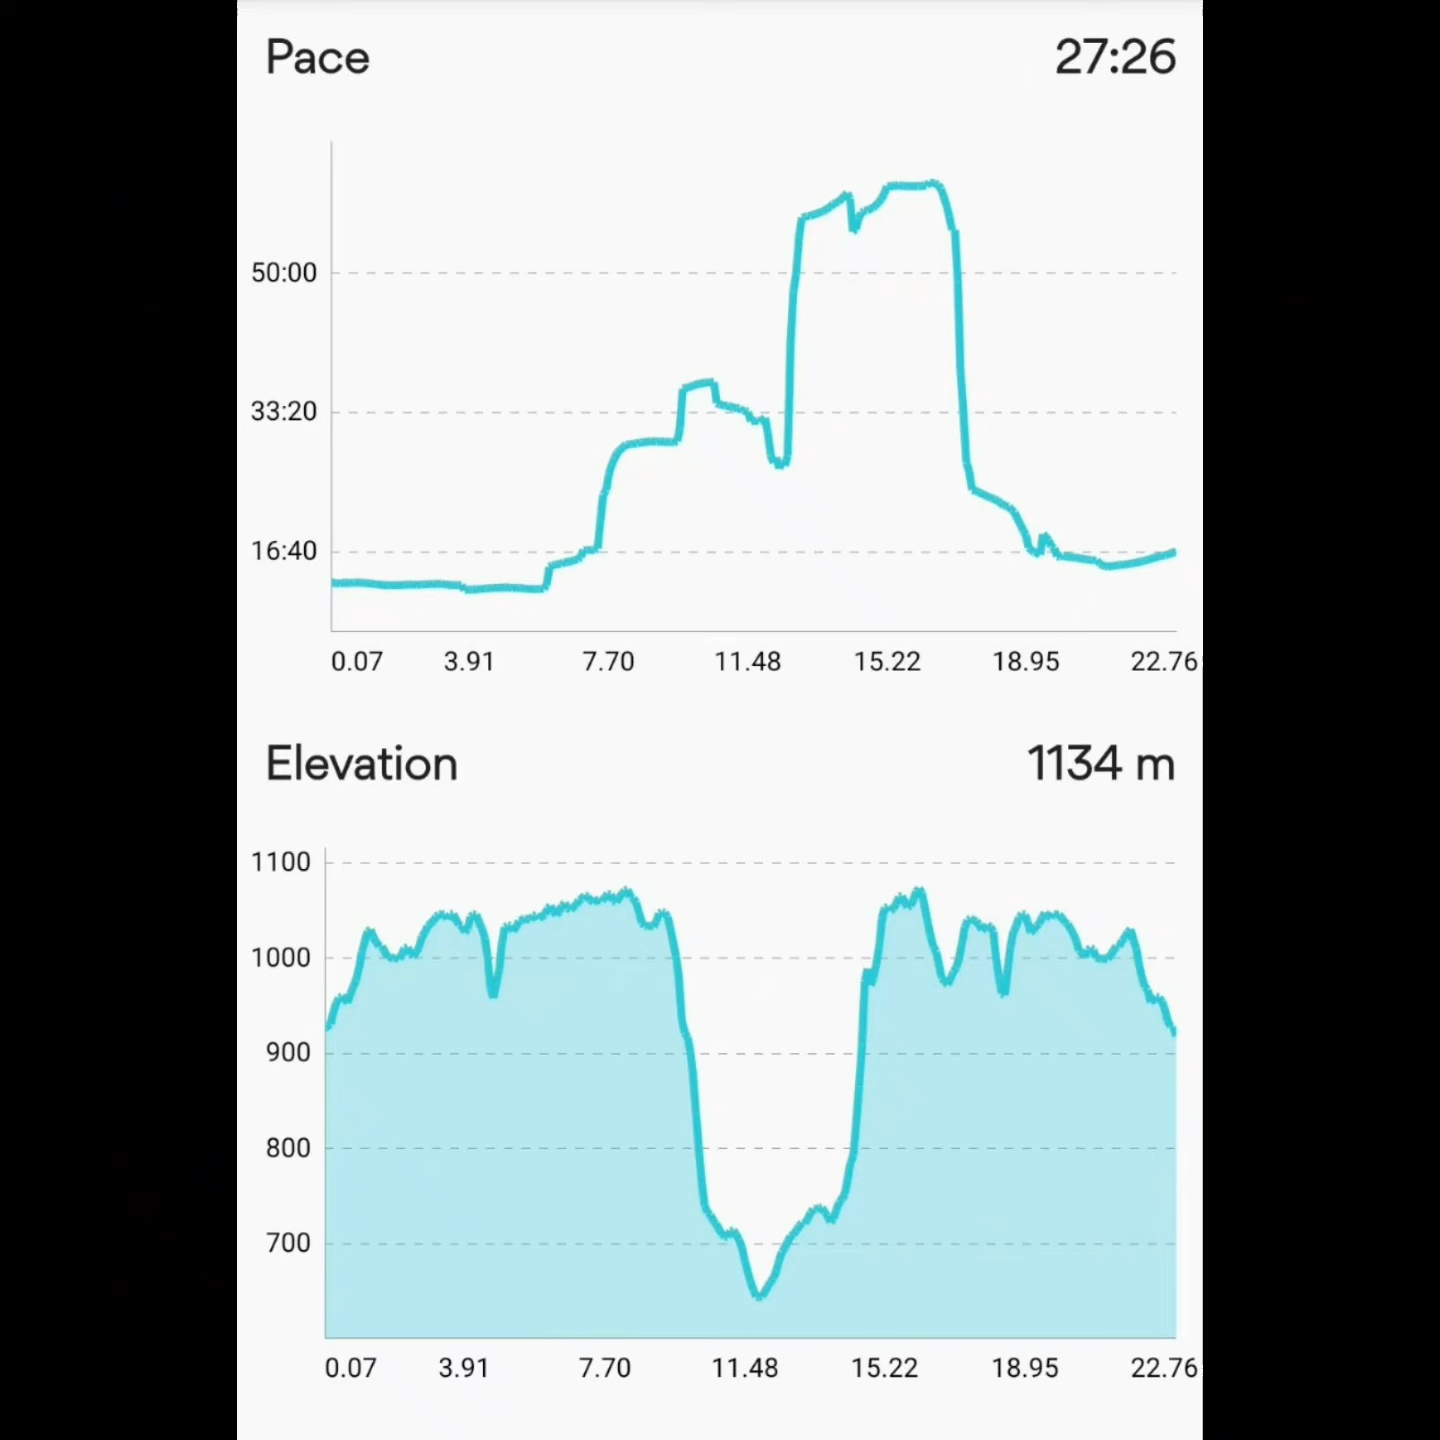 Pace 27:26
50:00
33:20
16:40
0.07 3.91 7.70 11.48 15.22 18.95 22.76
Elevation 1134 m
1100
1000
900
800
700
0.07 3.91 7.70 11.48 15.22 18.95 22.76